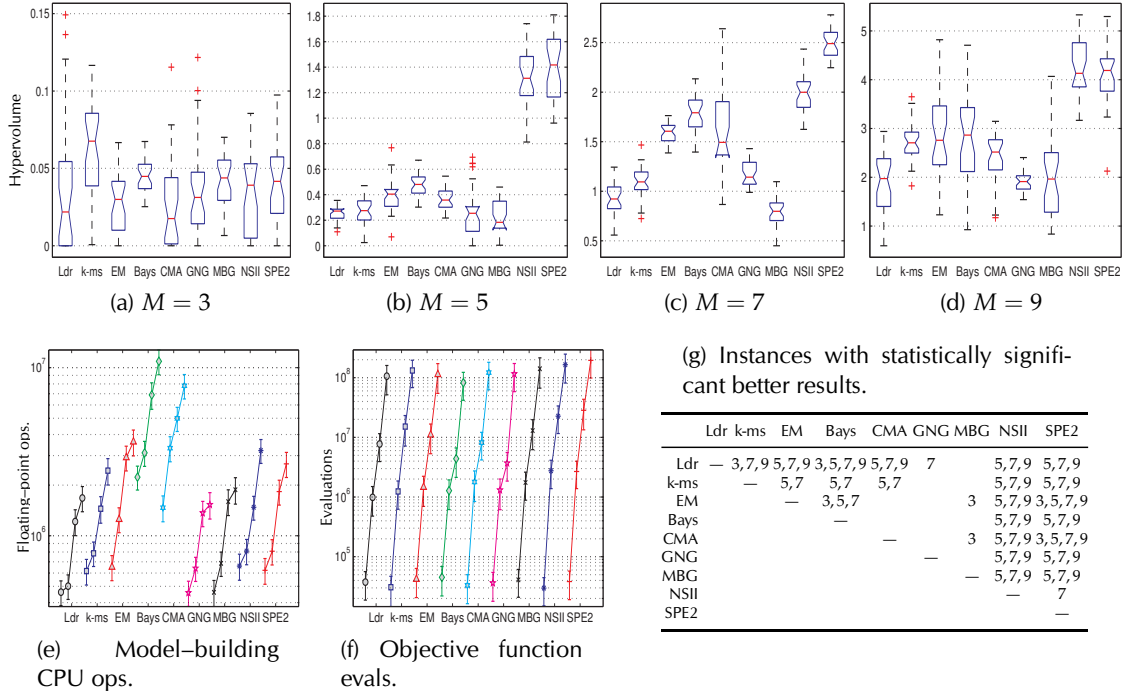 0.15
0.1
0.05
0
Hypervolume
Ldr k-ms EM Bays CMA GNG MBG NSII SPE2
(a) M = 3
1.8
1.6
1.4
1.2
1
0.8
0.6
0.4
0.2
0
Ldr k-ms EM Bays CMA GNG MBG NSII SPE2
(b) M = 5
2.5
2
1.5
1
0.5
Ldr k-ms EM Bays CMA GNG MBG NSII SPE2
(c) M = 7
5
4
3
2
1
Ldr k-ms EM Bays CMA GNG MBG NSII SPE2
(d) M = 9
10^7
10^6
Floating–point ops.
Ldr k-ms EM Bays CMA GNG MBG NSII SPE2
(e) Model–building
CPU ops.
10^8
10^7
10^6
10^5
Evaluations
Ldr k-ms EM Bays CMA GNG MBG NSII SPE2
(f) Objective function
evals.
(g) Instances with statistically signifi-
cant better results.
Ldr k-ms EM Bays CMA GNG MBG NSII SPE2
Ldr — 3,7,9 5,7,9 3,5,7,9 5,7,9 7 5,7,9 5,7,9
k-ms — 5,7 5,7 5,7 5,7,9 5,7,9
EM — 3,5,7 3 5,7,9 3,5,7,9
Bays — 5,7,9 5,7,9
CMA — 3 5,7,9 3,5,7,9
GNG — 5,7,9 5,7,9
MBG — 5,7,9 5,7,9
NSII — 7
SPE2 —